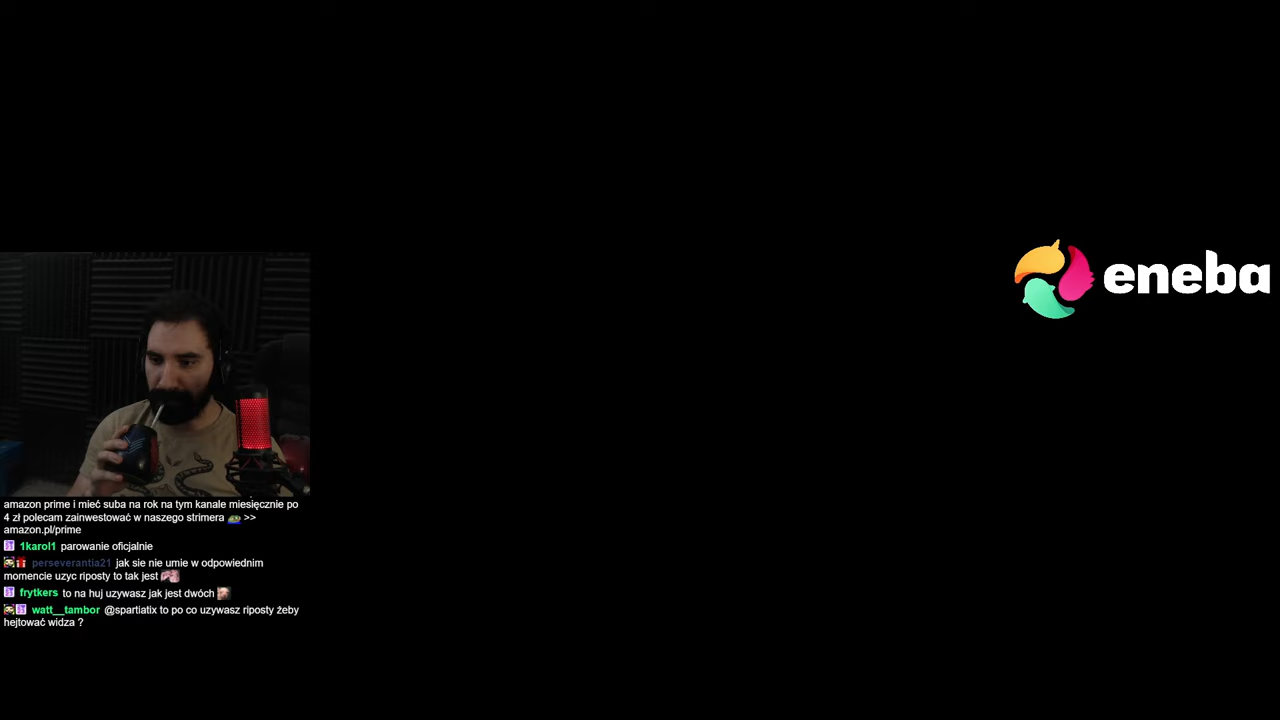 eneba
amazon prime i mieć suba na rok na tym kanale miesięcznie po
4 zł polecam zainwestować w naszego strimera >>
amazon.pl/prime
1karol1 parowanie oficjalnie
perseverantia21 jak sie nie umie w odpowiednim
momencie uzyc riposty to tak jest
frytkers to na huj uzywasz jak jest dwóch
watt__tambor @spartiatix to po co uzywasz riposty żeby
hejtować widza ?